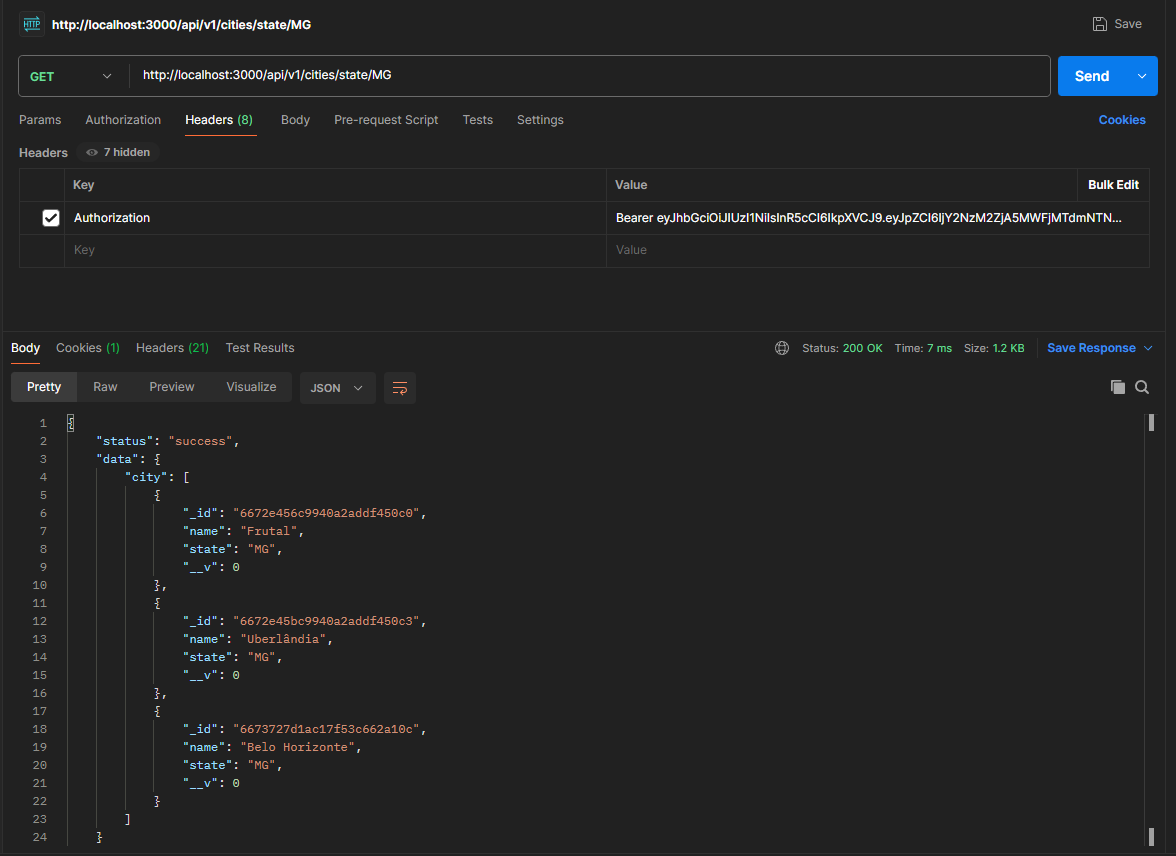 HTTP http://localhost:3000/api/v1/cities/state/MG Save
GET http://localhost:3000/api/v1/cities/state/MG Send
Params Authorization Headers (8) Body Pre-request Script Tests Settings Cookies
Headers 7 hidden
Key Value Bulk Edit
Authorization Bearer eyJhbGciOiJIUzI1NiIsInR5cCI6IkpXVCJ9.eyJpZCI6IjY2NzM2ZjA5MWFjMTdmNTN...
Key Value
Body Cookies (1) Headers (21) Test Results Status: 200 OK Time: 7 ms Size: 1.2 KB Save Response
Pretty Raw Preview Visualize JSON
1 {
2 "status": "success",
3 "data": {
4 "city": [
5 {
6 "_id": "6672e456c9940a2addf450c0",
7 "name": "Frutal",
8 "state": "MG",
9 "__v": 0
10 },
11 {
12 "_id": "6672e45bc9940a2addf450c3",
13 "name": "Uberlândia",
14 "state": "MG",
15 "__v": 0
16 },
17 {
18 "_id": "6673727d1ac17f53c662a10c",
19 "name": "Belo Horizonte",
20 "state": "MG",
21 "__v": 0
22 }
23 ]
24 }